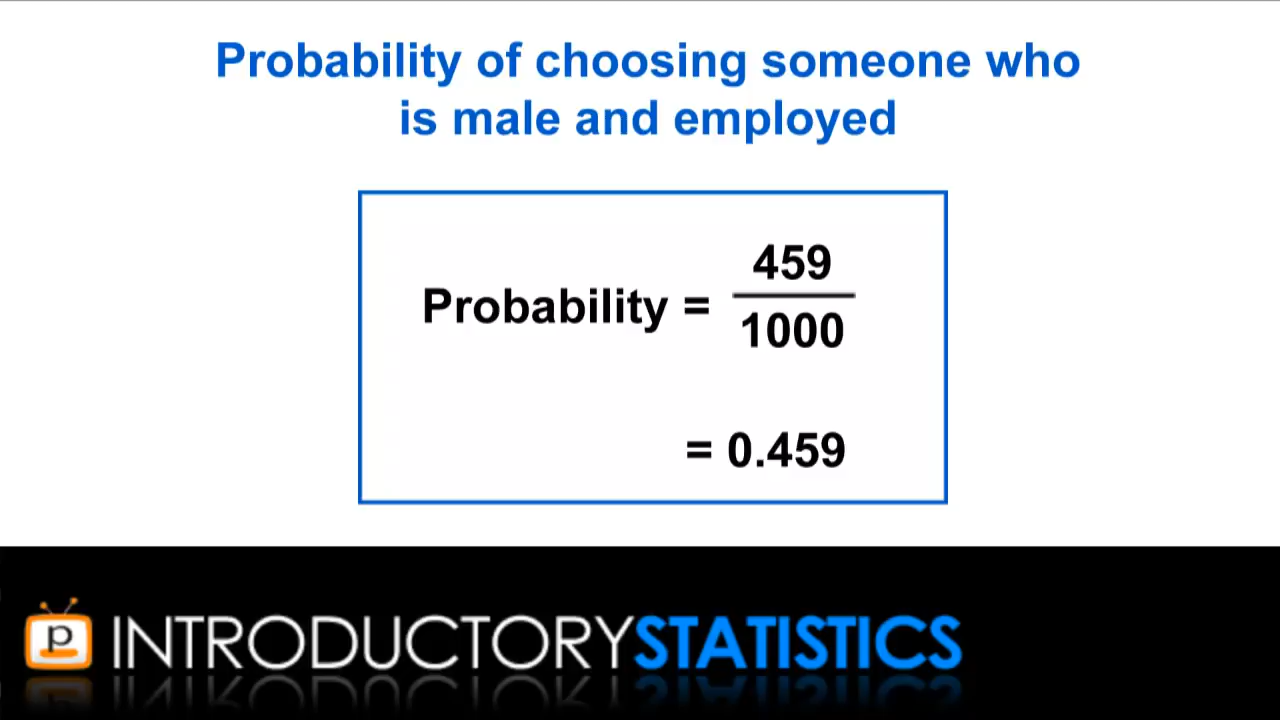 Probability of choosing someone who
is male and employed
459
Probability =
1000
= 0.459
p INTRODUCTORYSTATISTICS